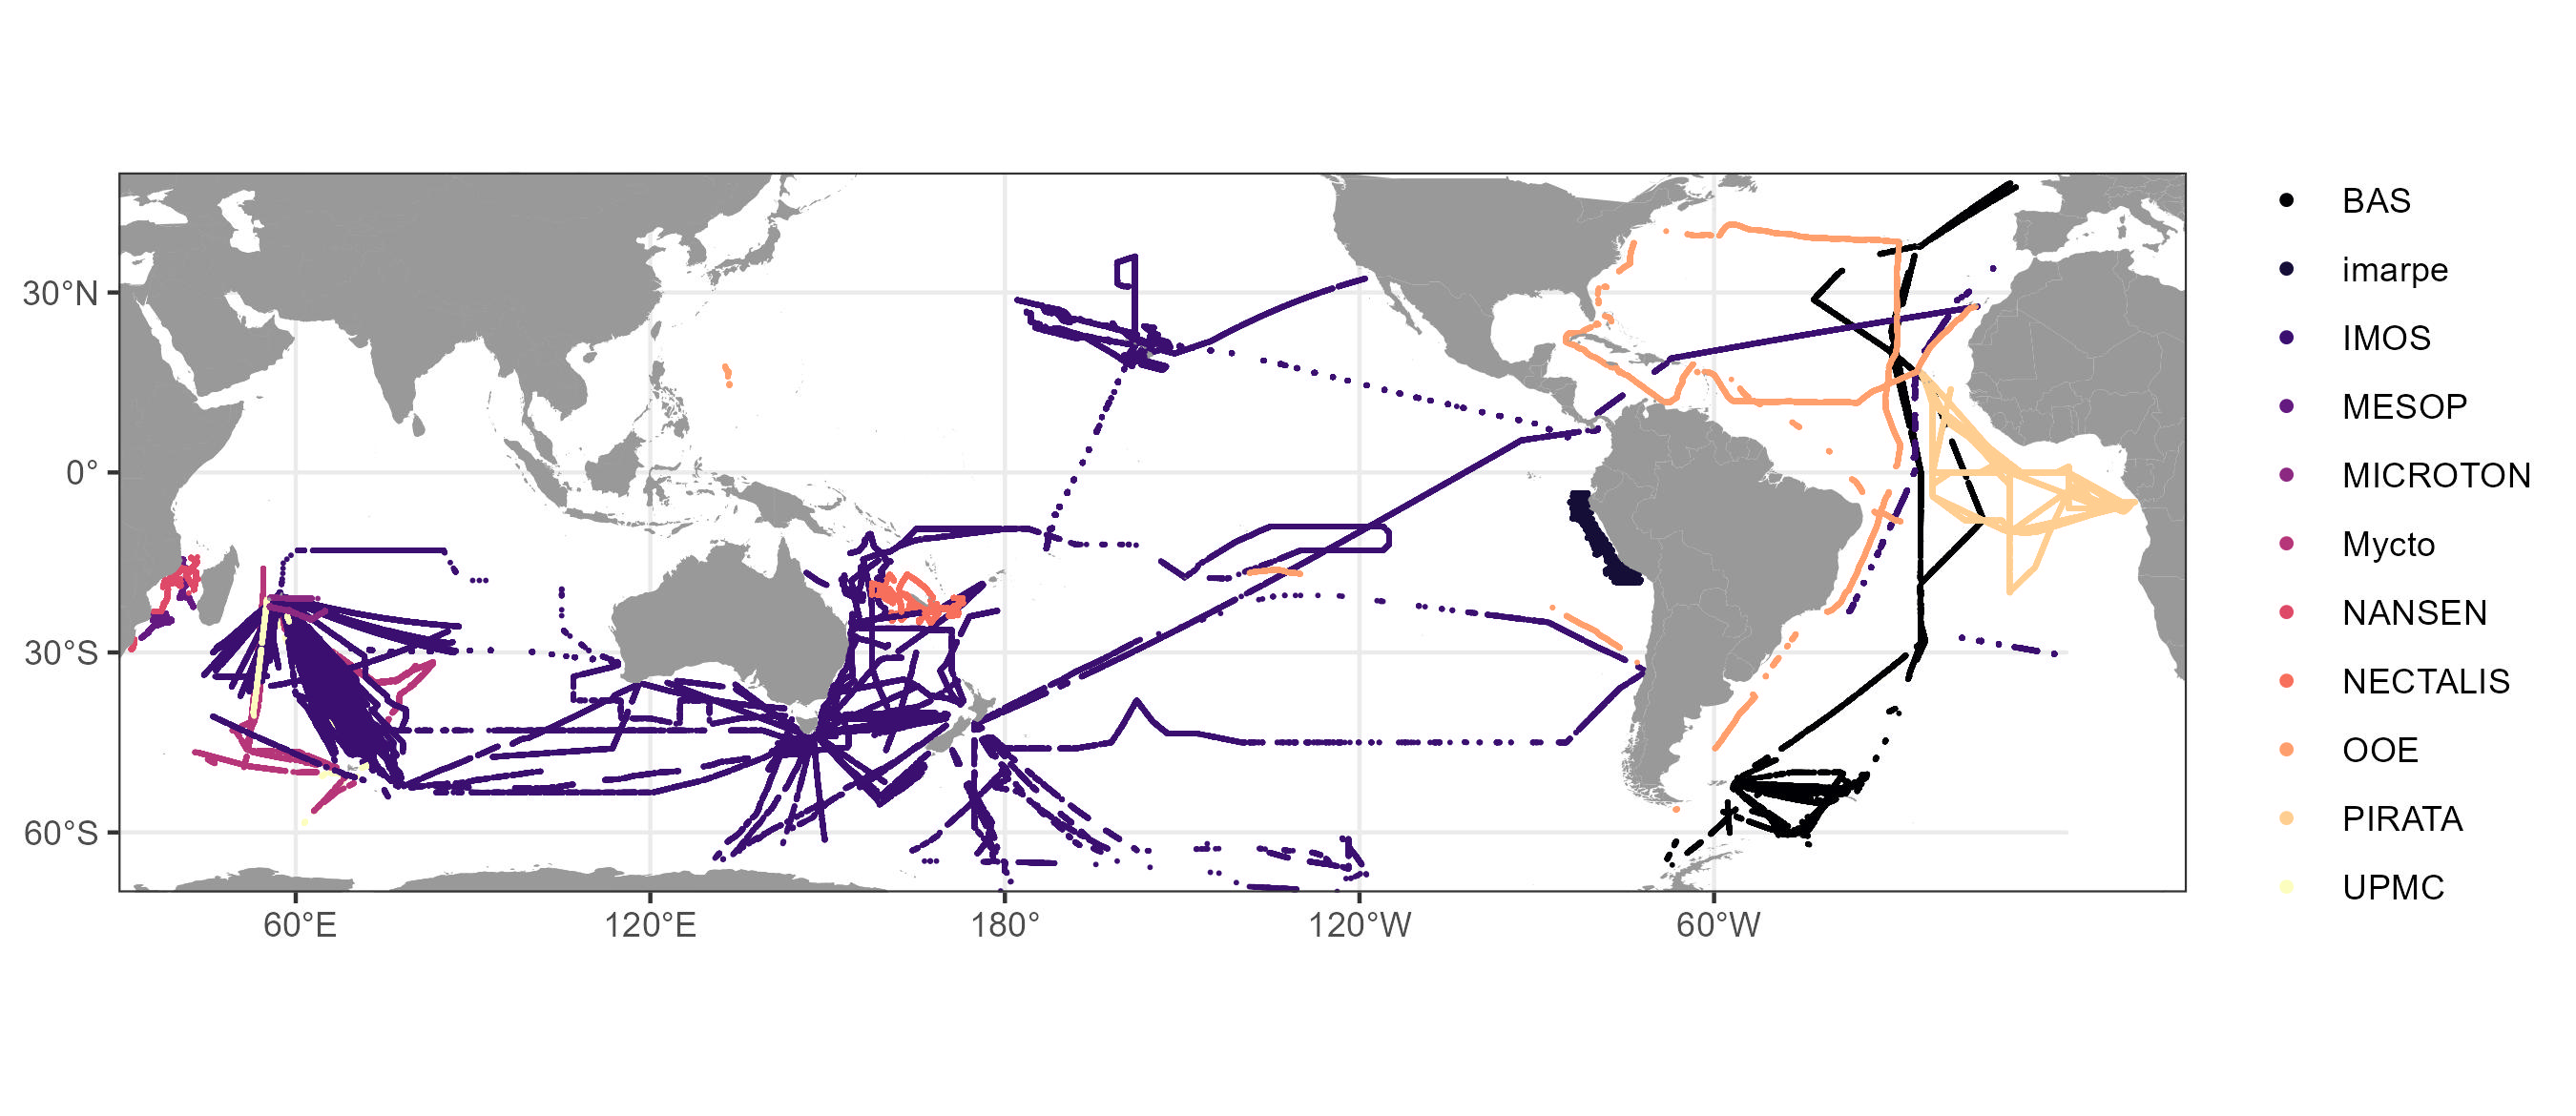 30°N
0°
30°S
60°S
60°E
120°E
180°
120°W
60°W
BAS
imarpe
IMOS
MESOP
MICROTON
Mycto
NANSEN
NECTALIS
OOE
PIRATA
UPMC